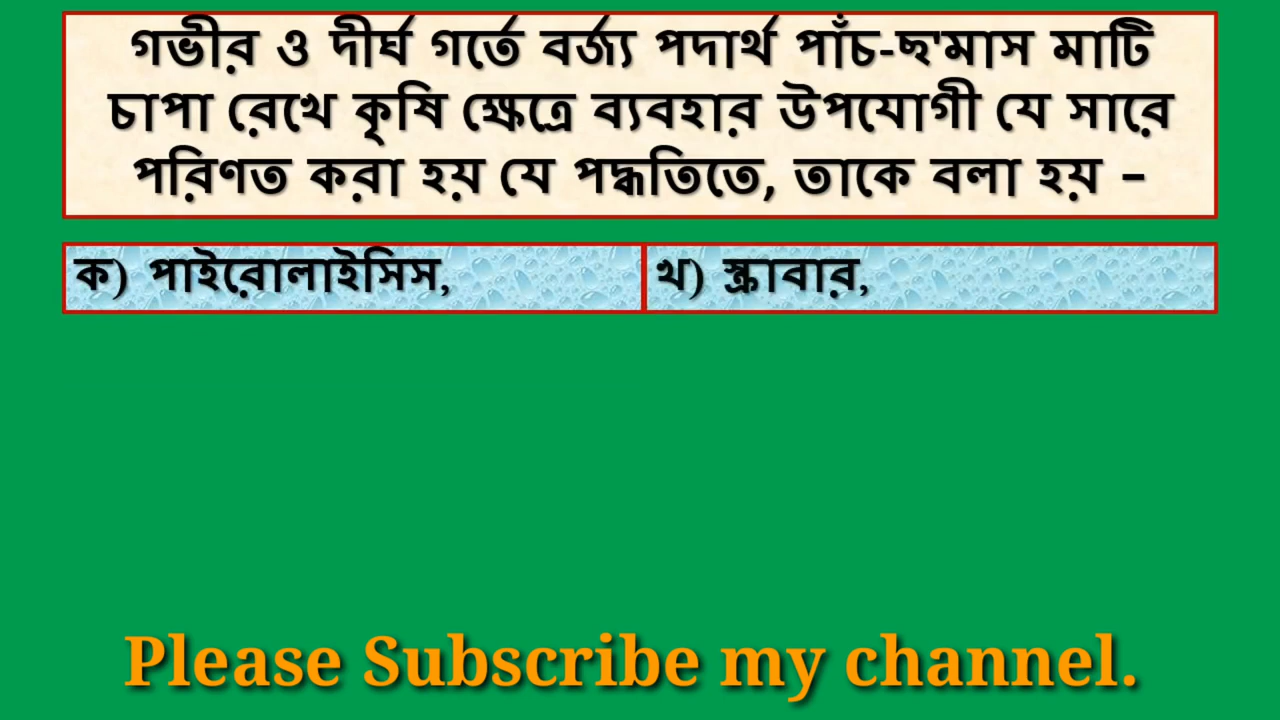 গভীর ও দীর্ঘ গর্তে বর্জ্য পদার্থ পাঁচ-ছ'মাস মাটি
চাপা রেখে কৃষি ক্ষেত্রে ব্যবহার উপযোগী যে সারে
পরিণত করা হয় যে পদ্ধতিতে, তাকে বলা হয় –
ক) পাইরোলাইসিস,
খ) স্ক্রাবার,
Please Subscribe my channel.